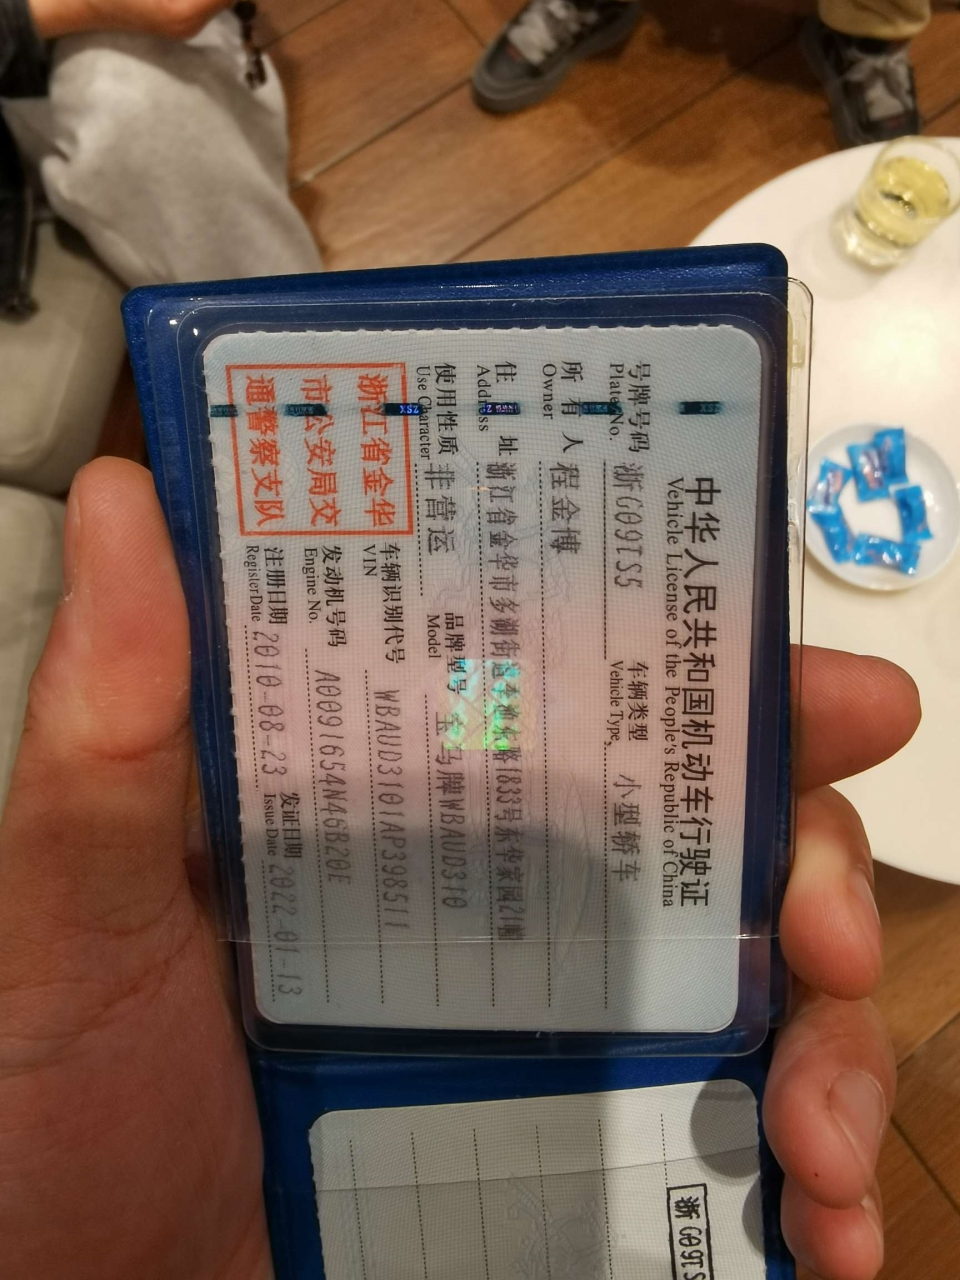 中华人民共和国机动车行驶证
Vehicle License of the People's Republic of China
号牌号码 浙G09TS5 车辆类型 小型轿车
Plate No. Vehicle Type
所有人 程金博
Owner
住址 浙江省金华市多湖街道 东路1833号东华家园21幢
Address
使用性质 非营运 品牌型号 宝马牌WBAUD310
Use Character Model
浙江省金华
市公安局交
通警察支队
车辆识别代号 WBAUD3101AP398511
VIN
发动机号码 A0091654N46B20E
Engine No.
注册日期 2010-08-23 发证日期 2022-01-13
Register Date Issue Date
XSZ
浙G09TS